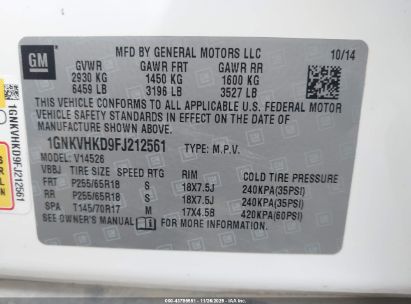 GM
MFD BY GENERAL MOTORS LLC 10/14
GVWR GAWR FRT GAWR RR
2930 KG 1450 KG 1600 KG
6459 LB 3196 LB 3527 LB
THIS VEHICLE CONFORMS TO ALL APPLICABLE U.S. FEDERAL MOTOR
VEHICLE SAFETY STANDARDS IN EFFECT ON THE DATE OF
MANUFACTURE SHOWN ABOVE.
1GNKVHKD9FJ212561 TYPE: M.P.V.
MODEL: V14526
VBBJ TIRE SIZE SPEED RTG RIM COLD TIRE PRESSURE
FRT P255/65R18 S 18X7.5J 240KPA(35PSI)
RR P255/65R18 S 18X7.5J 240KPA(35PSI)
SPA T145/70R17 M 17X4.5B 420KPA(60PSI)
SEE OWNER'S MANUAL FOR MORE INFORMATION.
1GNKVHKD9FJ212561